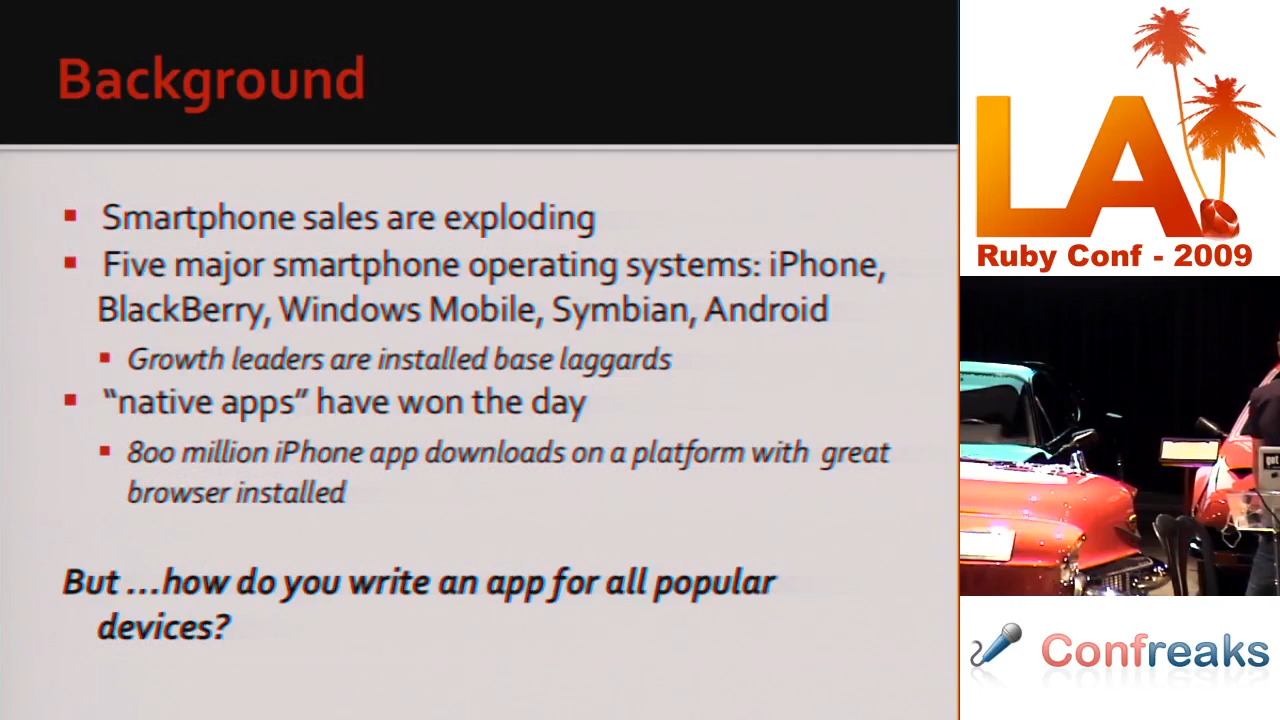 Background
Smartphone sales are exploding
Five major smartphone operating systems: iPhone,
BlackBerry, Windows Mobile, Symbian, Android
Growth leaders are installed base laggards
“native apps” have won the day
800 million iPhone app downloads on a platform with great
browser installed
But ...how do you write an app for all popular
devices?
LA
Ruby Conf - 2009
got
Confreaks